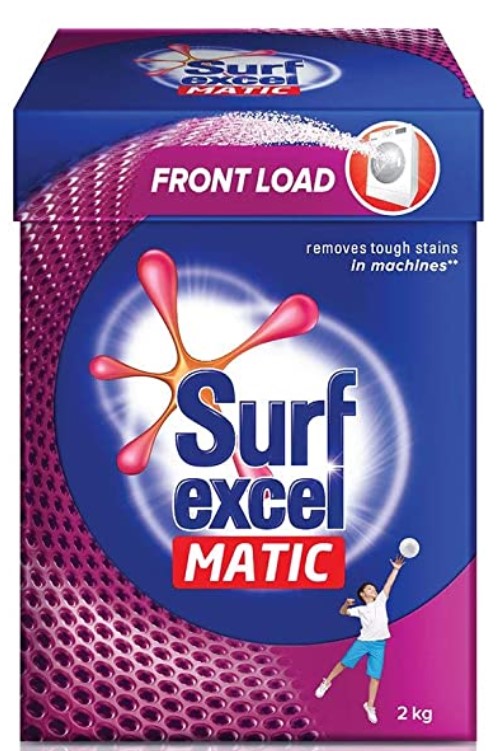 Surf
excel
MATIC
FRONT LOAD
removes tough stains
in machines**
Surf
excel
MATIC
2 kg